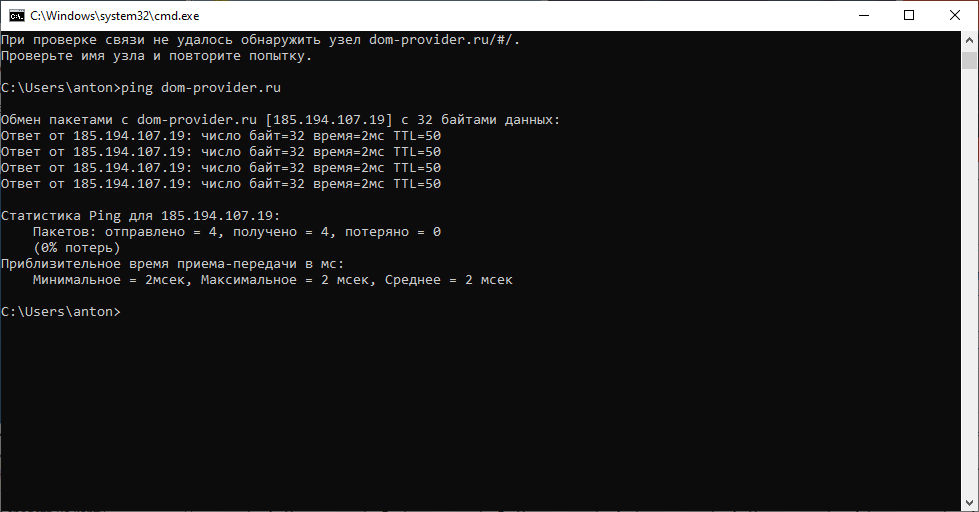 C:\Windows\system32\cmd.exe
При проверке связи не удалось обнаружить узел dom-provider.ru/#/.
Проверьте имя узла и повторите попытку.
C:\Users\anton>ping dom-provider.ru
Обмен пакетами с dom-provider.ru [185.194.107.19] с 32 байтами данных:
Ответ от 185.194.107.19: число байт=32 время=2мс TTL=50
Ответ от 185.194.107.19: число байт=32 время=2мс TTL=50
Ответ от 185.194.107.19: число байт=32 время=2мс TTL=50
Ответ от 185.194.107.19: число байт=32 время=2мс TTL=50
Статистика Ping для 185.194.107.19:
    Пакетов: отправлено = 4, получено = 4, потеряно = 0
    (0% потерь)
Приблизительное время приема-передачи в мс:
    Минимальное = 2мсек, Максимальное = 2 мсек, Среднее = 2 мсек
C:\Users\anton>